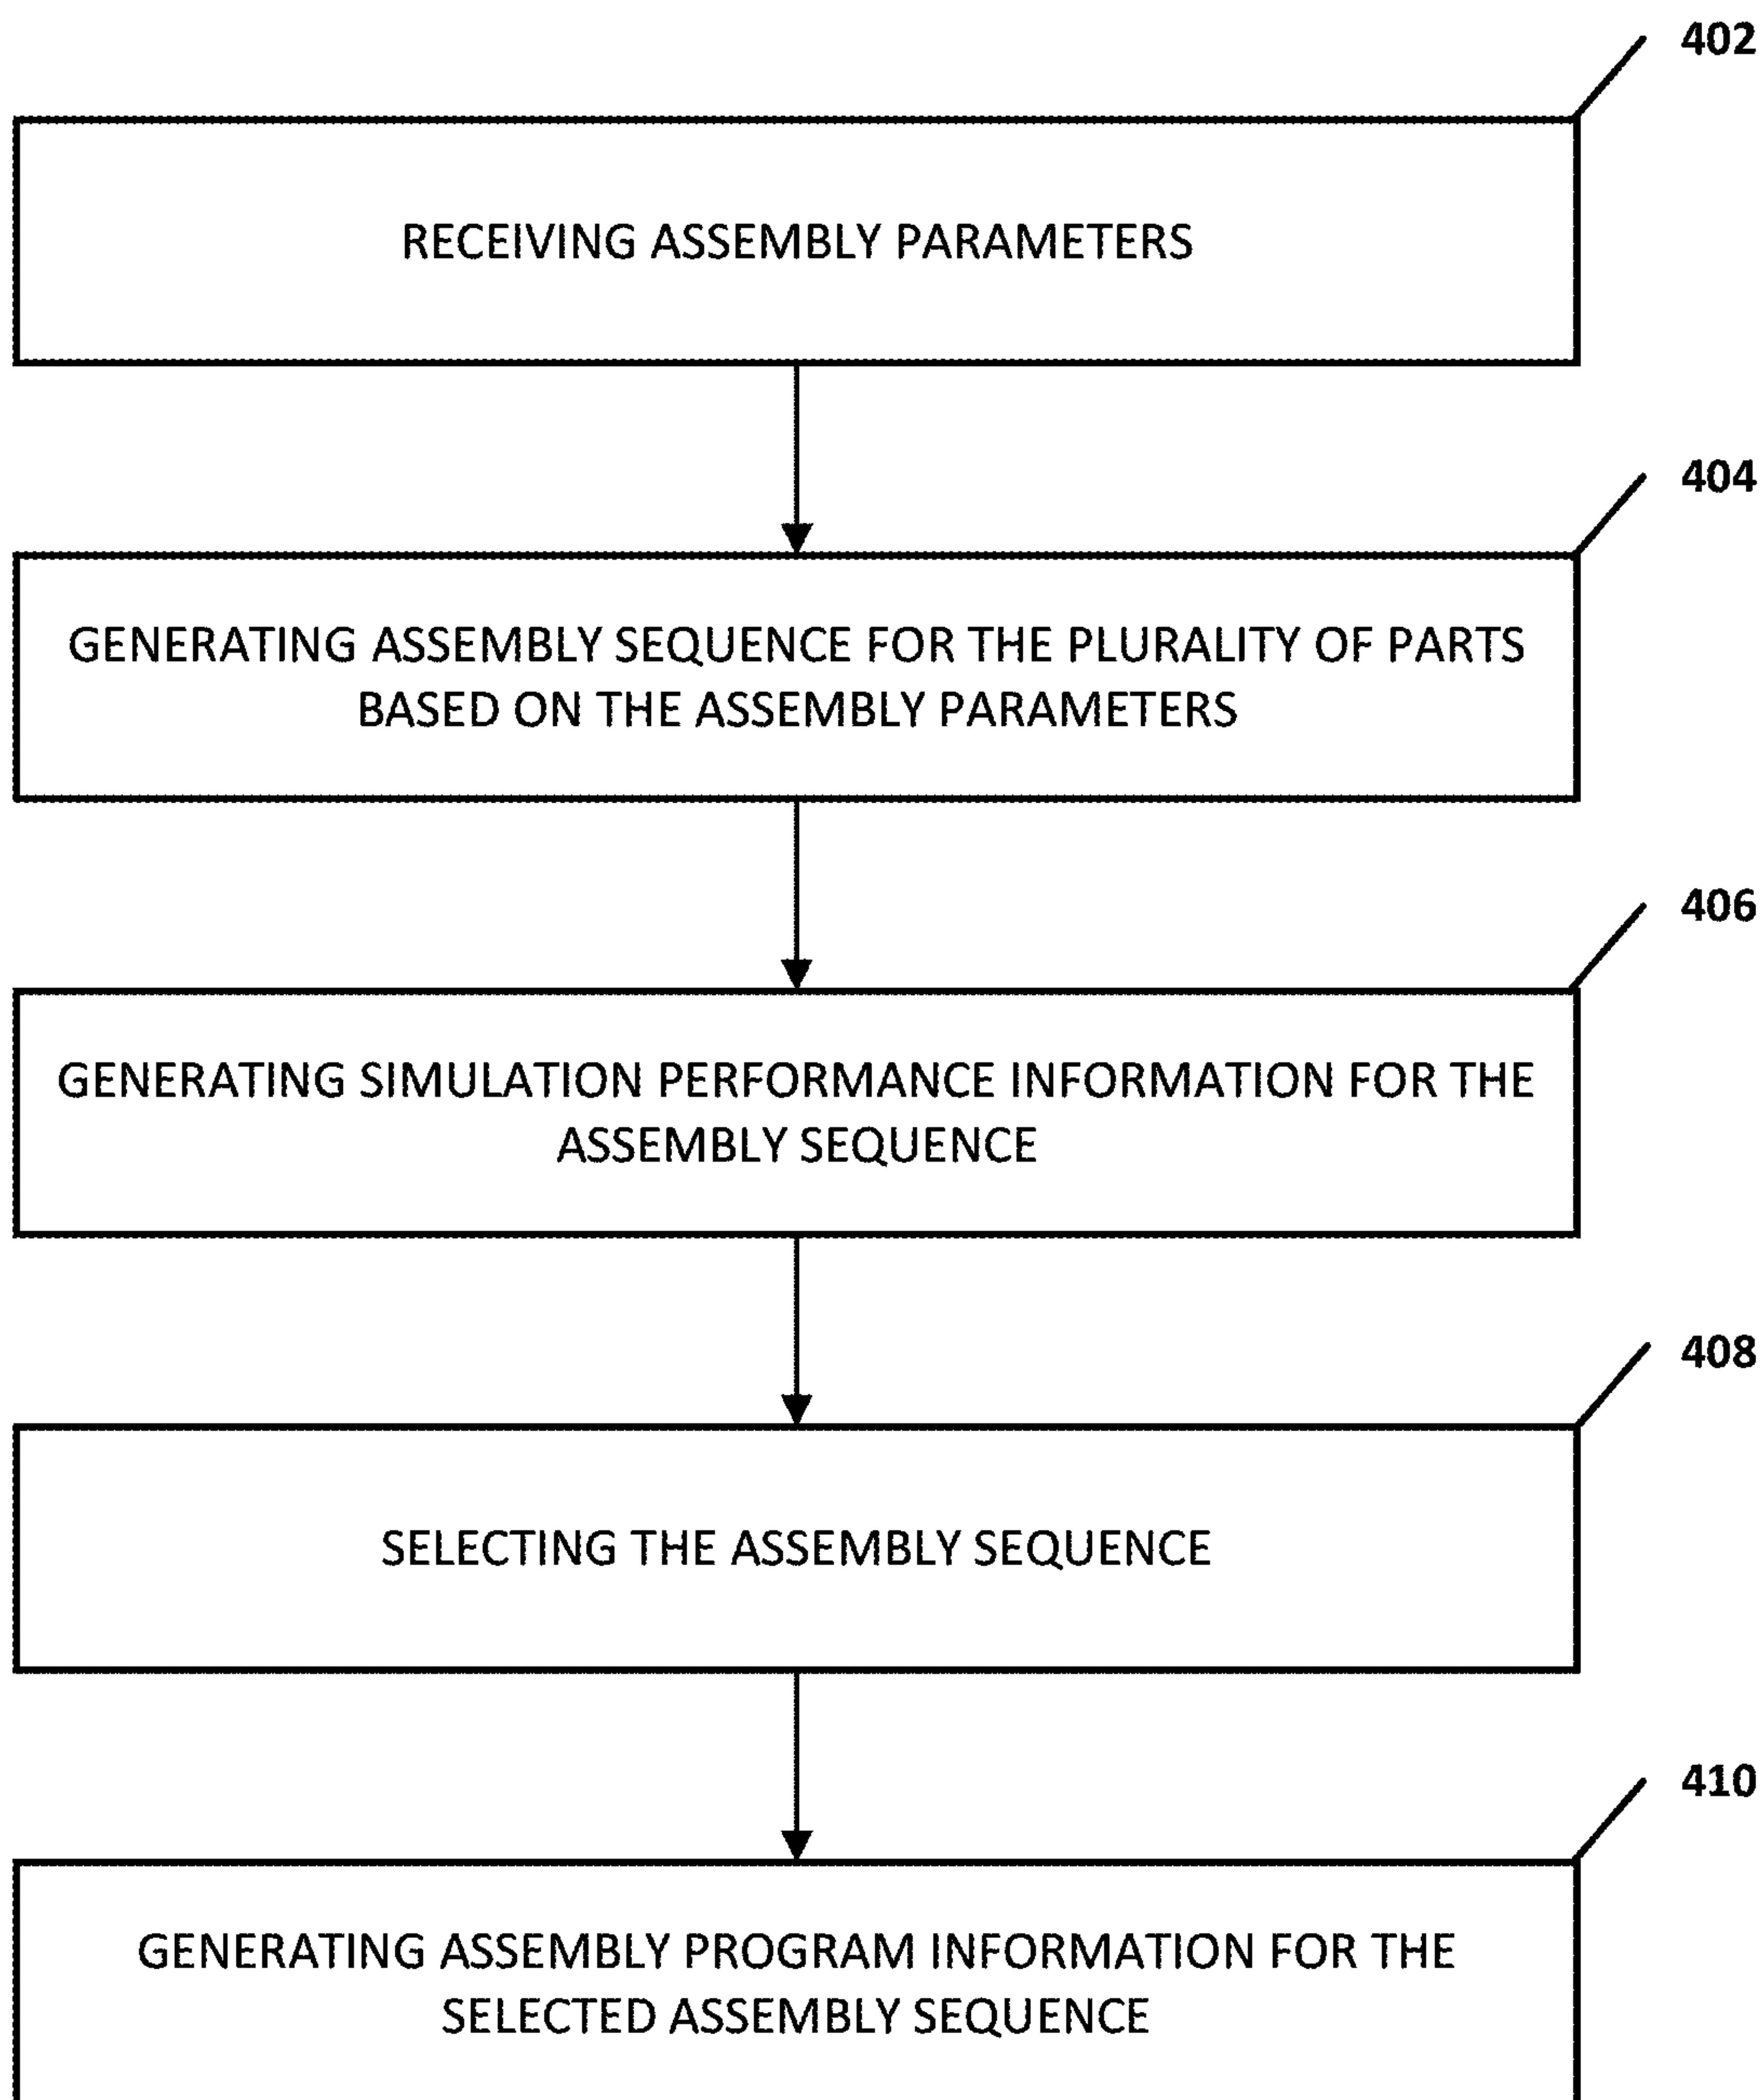 402
RECEIVING ASSEMBLY PARAMETERS
404
GENERATING ASSEMBLY SEQUENCE FOR THE PLURALITY OF PARTS
BASED ON THE ASSEMBLY PARAMETERS
406
GENERATING SIMULATION PERFORMANCE INFORMATION FOR THE
ASSEMBLY SEQUENCE
408
SELECTING THE ASSEMBLY SEQUENCE
410
GENERATING ASSEMBLY PROGRAM INFORMATION FOR THE
SELECTED ASSEMBLY SEQUENCE